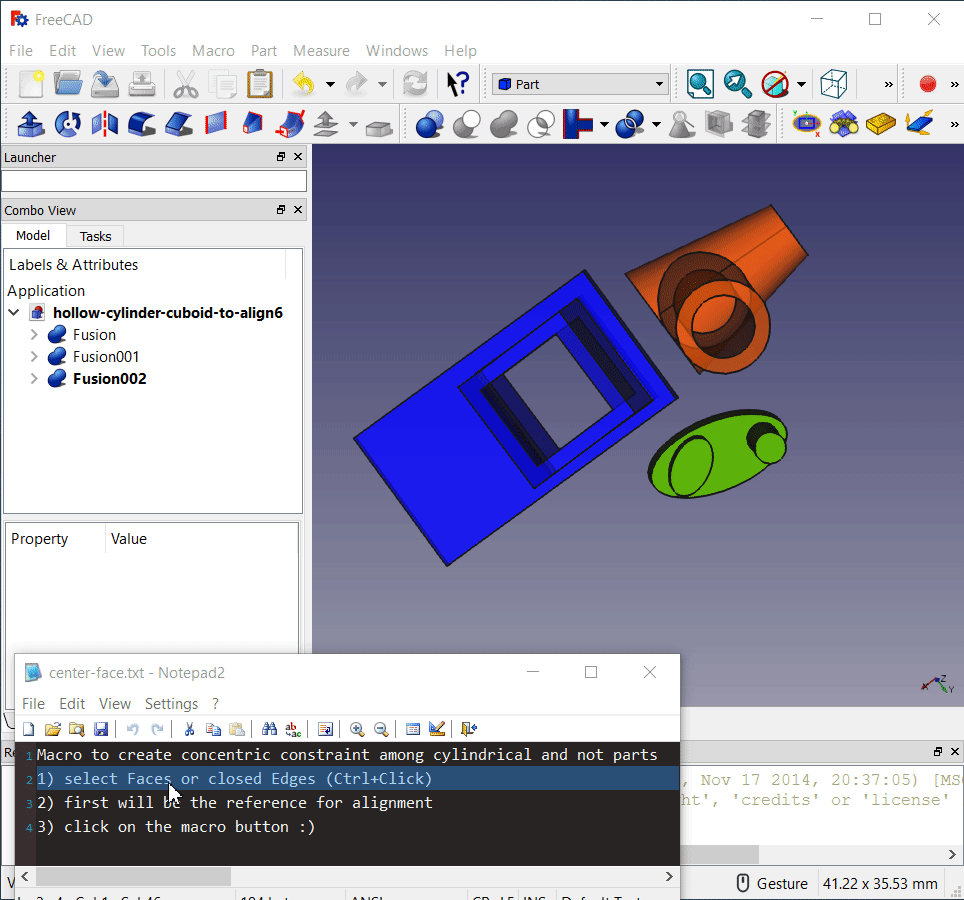 FreeCAD
File Edit View Tools Macro Part Measure Windows Help
Part
Launcher
Combo View
Model Tasks
Labels & Attributes
Application
hollow-cylinder-cuboid-to-align6
Fusion
Fusion001
Fusion002
Property Value
Z
Y
center-face.txt - Notepad2
File Edit View Settings ?
1 Macro to create concentric constraint among cylindrical and not parts
2 1) select Faces or closed Edges (Ctrl+Click)
3 2) first will be the reference for alignment
4 3) click on the macro button :)
, Nov 17 2014, 20:37:05) [MS
ht', 'credits' or 'license'
Gesture 41.22 x 35.53 mm